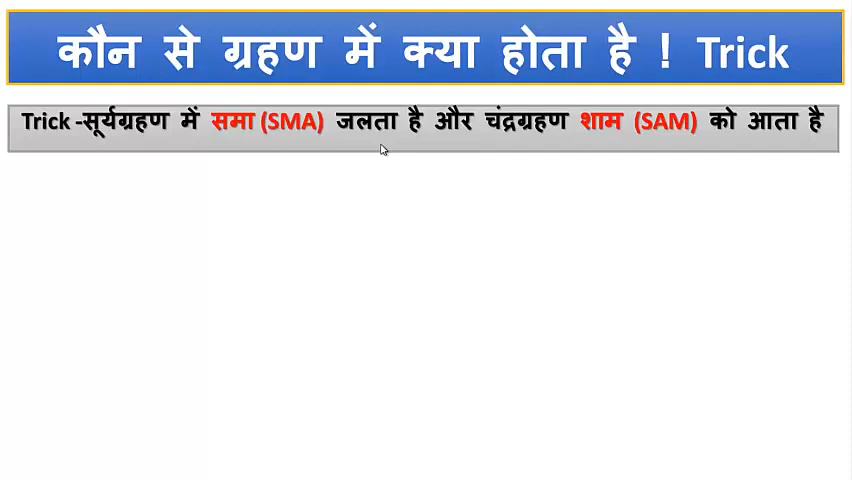 कौन से ग्रहण में क्या होता है ! Trick
Trick -सूर्यग्रहण में समा (SMA) जलता है और चंद्रग्रहण शाम (SAM) को आता है